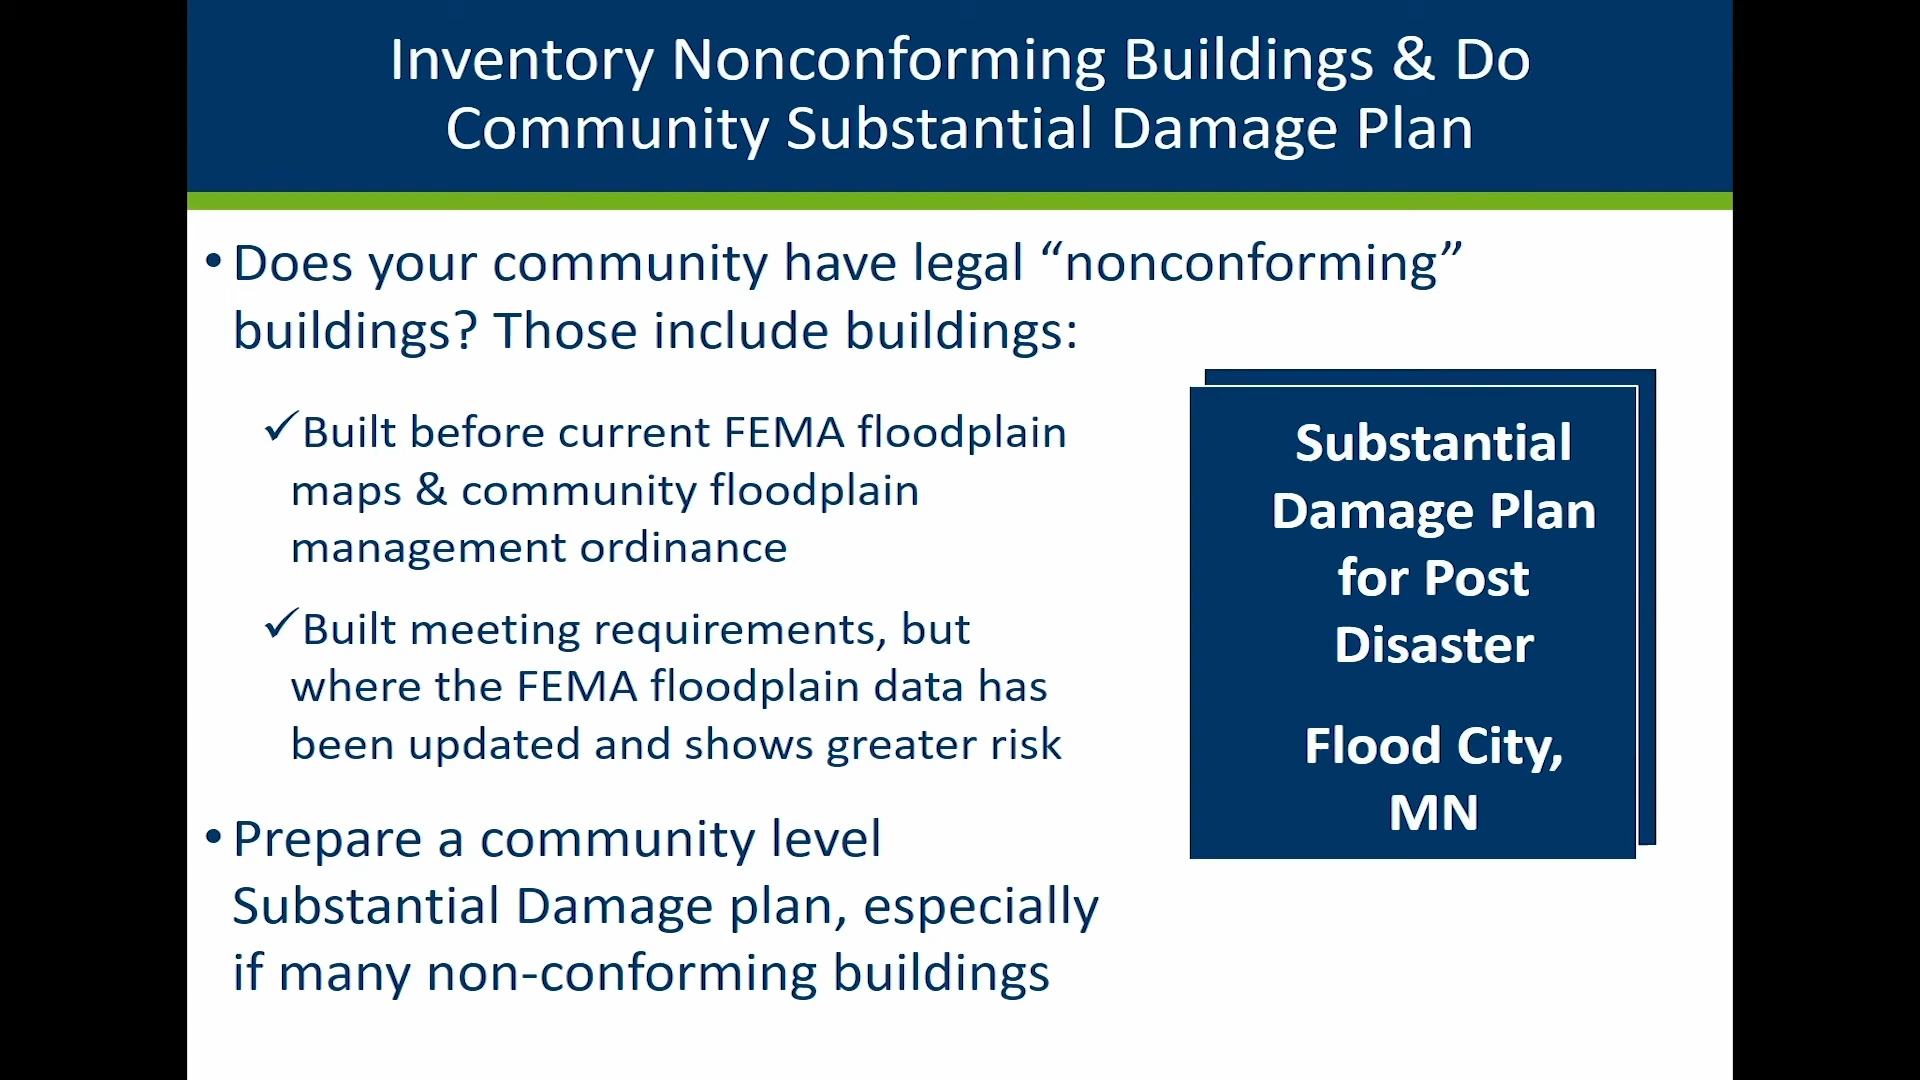 Inventory Nonconforming Buildings & Do
Community Substantial Damage Plan
• Does your community have legal “nonconforming”
buildings? Those include buildings:
✓Built before current FEMA floodplain
maps & community floodplain
management ordinance
✓Built meeting requirements, but
where the FEMA floodplain data has
been updated and shows greater risk
• Prepare a community level
Substantial Damage plan, especially
if many non-conforming buildings
Substantial
Damage Plan
for Post
Disaster
Flood City,
MN